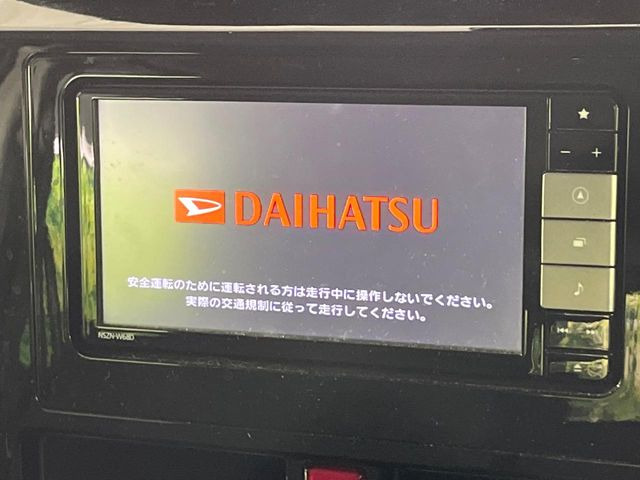 DAIHATSU
安全運転のために運転される方は走行中に操作しないでください。
実際の交通規制に従って走行してください。
NSZN-W68D